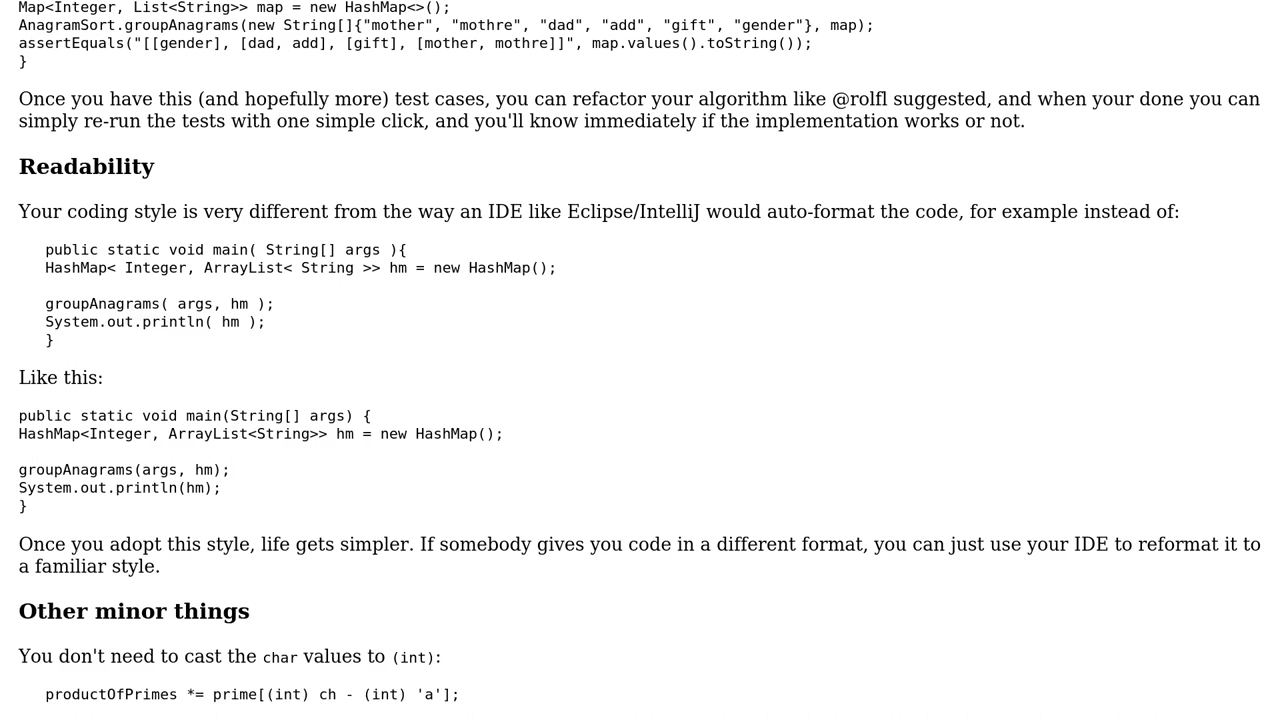 Map<Integer, List<String>> map = new HashMap<>();
AnagramSort.groupAnagrams(new String[]{"mother", "mothre", "dad", "add", "gift", "gender"}, map);
assertEquals("[[gender], [dad, add], [gift], [mother, mothre]]", map.values().toString());
}
Once you have this (and hopefully more) test cases, you can refactor your algorithm like @rolfl suggested, and when your done you can
simply re-run the tests with one simple click, and you'll know immediately if the implementation works or not.
Readability
Your coding style is very different from the way an IDE like Eclipse/IntelliJ would auto-format the code, for example instead of:
public static void main( String[] args ){
HashMap< Integer, ArrayList< String >> hm = new HashMap();
groupAnagrams( args, hm );
System.out.println( hm );
}
Like this:
public static void main(String[] args) {
HashMap<Integer, ArrayList<String>> hm = new HashMap();
groupAnagrams(args, hm);
System.out.println(hm);
}
Once you adopt this style, life gets simpler. If somebody gives you code in a different format, you can just use your IDE to reformat it to
a familiar style.
Other minor things
You don't need to cast the char values to (int):
productOfPrimes *= prime[(int) ch - (int) 'a'];